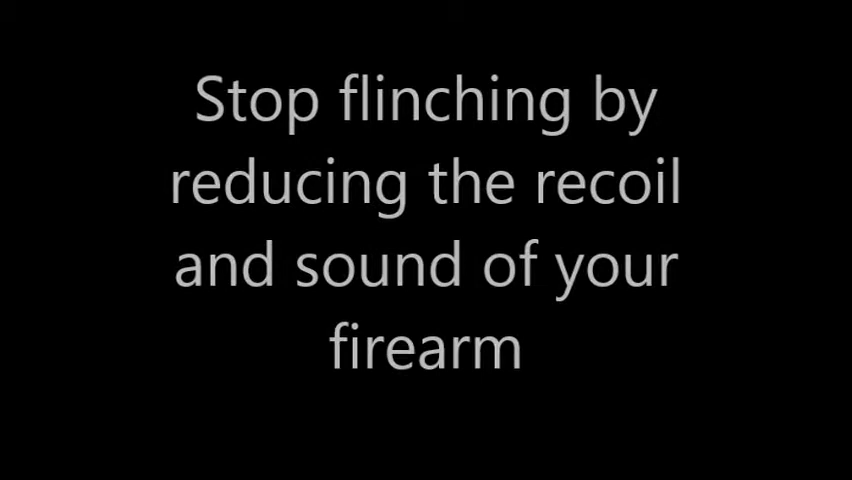 Stop flinching by
reducing the recoil
and sound of your
firearm